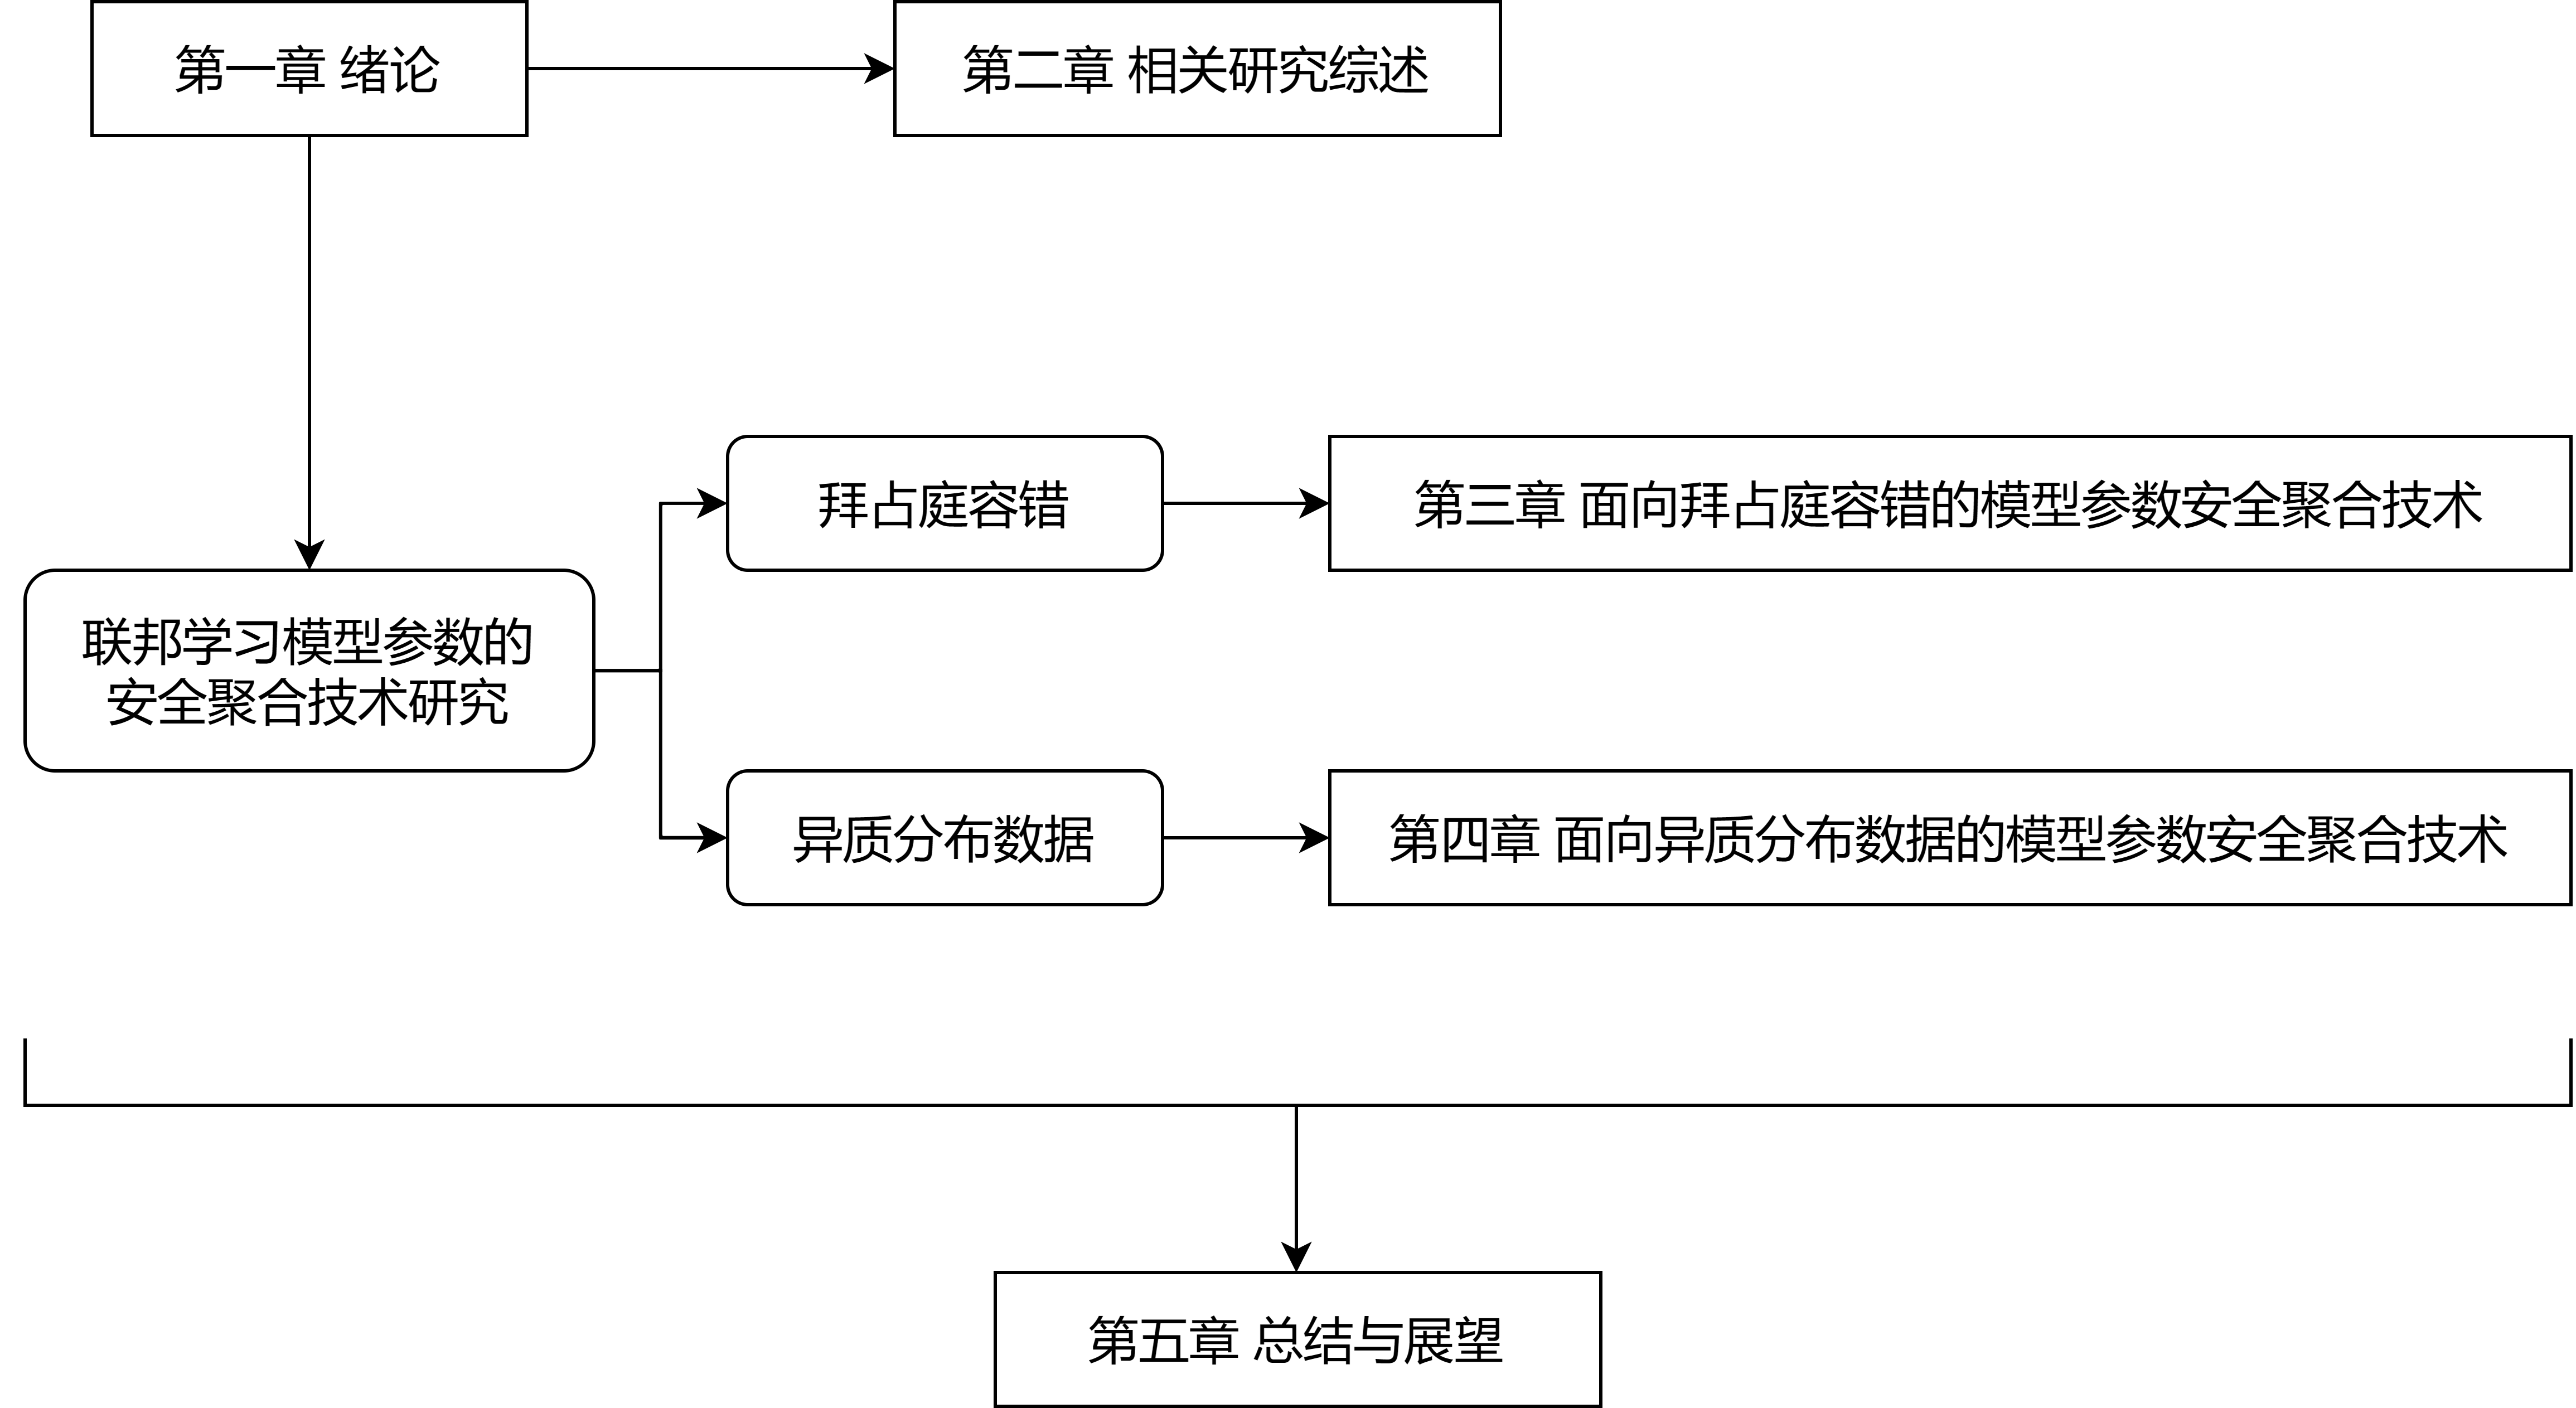 第一章 绪论
第二章 相关研究综述
拜占庭容错
第三章 面向拜占庭容错的模型参数安全聚合技术
联邦学习模型参数的
安全聚合技术研究
异质分布数据
第四章 面向异质分布数据的模型参数安全聚合技术
第五章 总结与展望